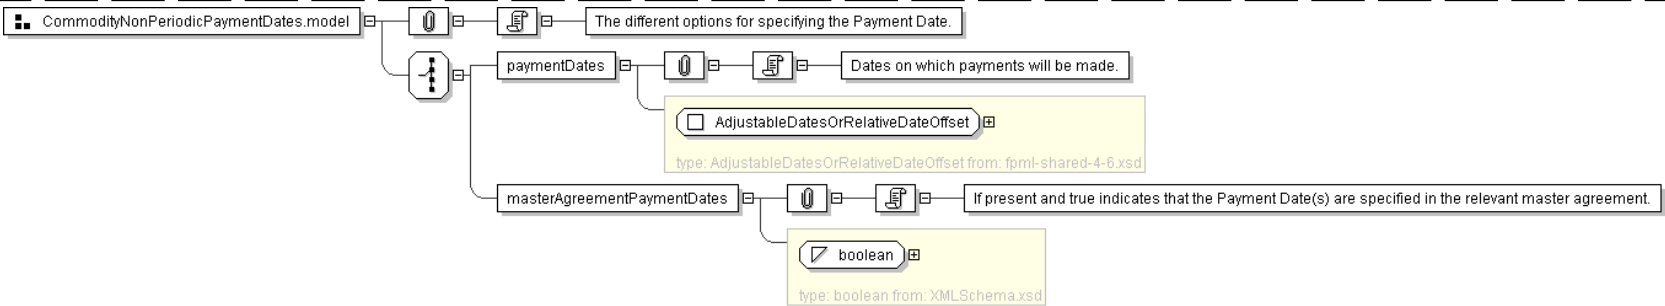 CommodityNonPeriodicPaymentDates.model
The different options for specifying the Payment Date.
paymentDates
Dates on which payments will be made.
AdjustableDatesOrRelativeDateOffset
type: AdjustableDatesOrRelativeDateOffset from: fpml-shared-4-6.xsd
masterAgreementPaymentDates
If present and true indicates that the Payment Date(s) are specified in the relevant master agreement.
boolean
type: boolean from: XMLSchema.xsd